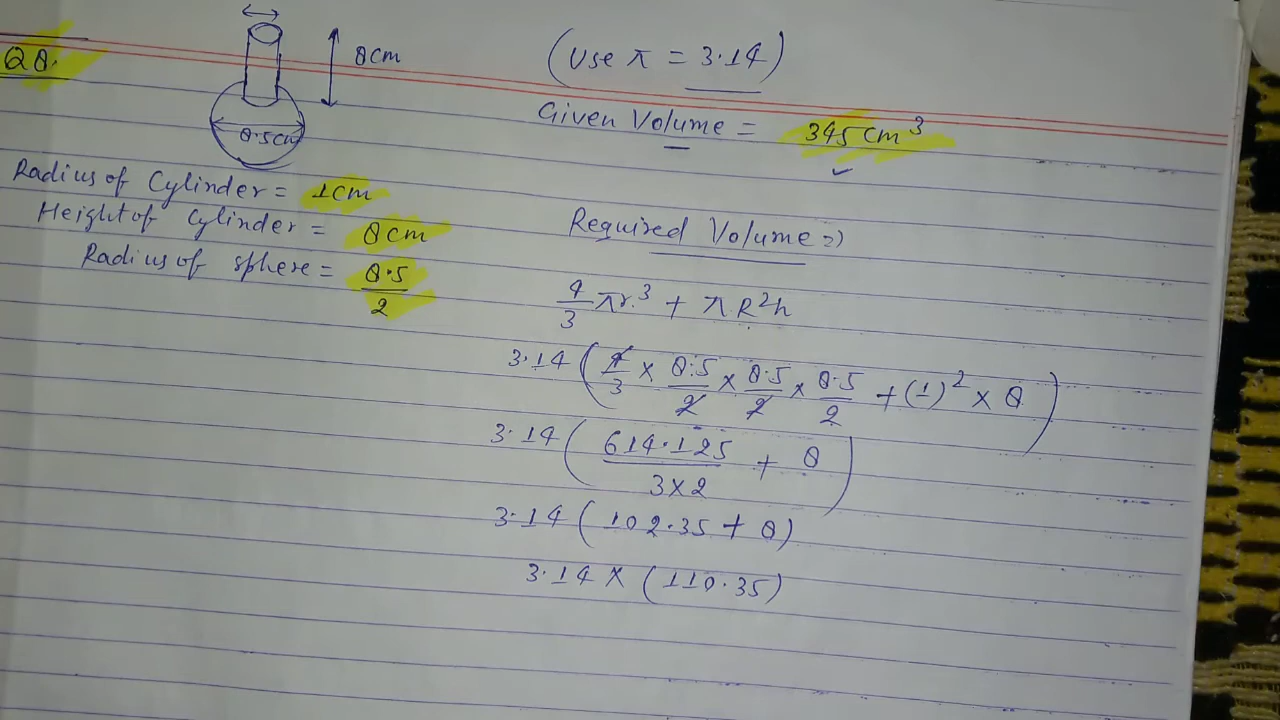 Q8.
8cm
8.5cm
(Use π = 3.14)
Given Volume = 345 cm³
Radius of Cylinder = 1cm
Height of Cylinder = 8cm
Radius of sphere = 8.5/2
Required Volume ⇒
4/3 πr³ + πR²h
3.14 (4/3 × 8.5/2 × 8.5/2 × 8.5/2 + (1)² × 8)
3.14 (614.125/3×2 + 8)
3.14 (102.35 + 8)
3.14 × (110.35)